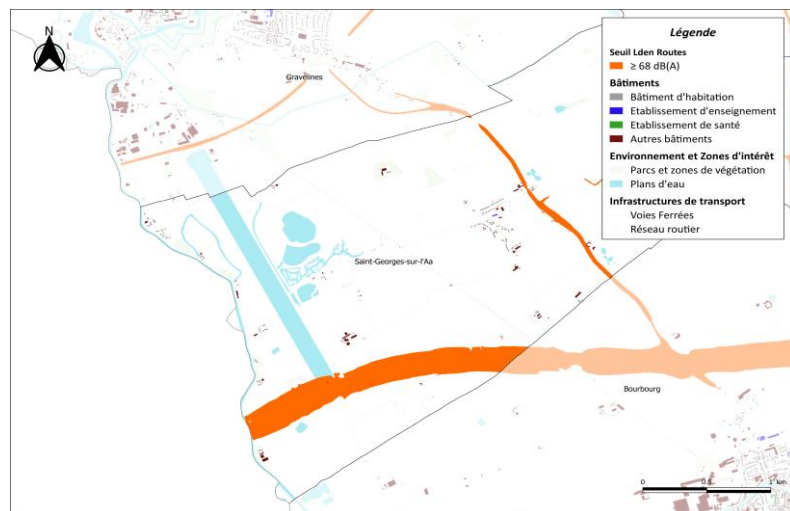 N
Légende
Seuil Lden Routes
≥ 68 dB(A)
Bâtiments
Bâtiment d'habitation
Etablissement d'enseignement
Etablissement de santé
Autres bâtiments
Environnement et Zones d'intérêt
Parcs et zones de végétation
Plans d'eau
Infrastructures de transport
Voies Ferrées
Réseau routier
Gravelines
Saint-Georges-sur-l'Aa
Bourbourg
0 0.5 1 km